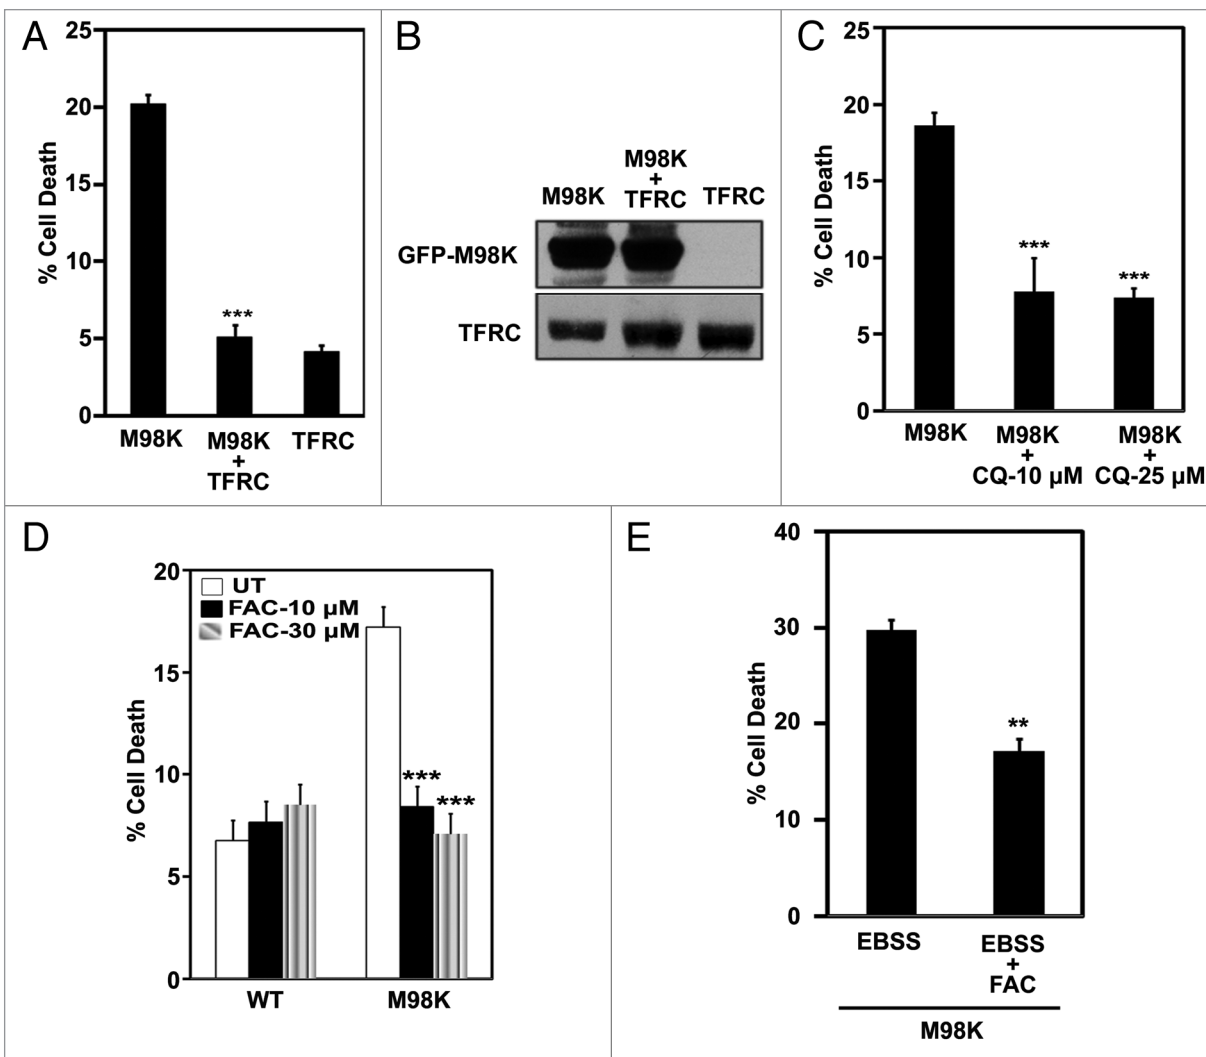 A
25
20
15
10
5
0
% Cell Death
***
M98K
M98K
+
TFRC
TFRC
B
M98K
M98K
+
TFRC
TFRC
GFP-M98K
TFRC
C
25
20
15
10
5
0
% Cell Death
***
***
M98K
M98K
+
CQ-10 µM
M98K
+
CQ-25 µM
D
20
15
10
5
0
% Cell Death
UT
FAC-10 µM
FAC-30 µM
***
***
WT
M98K
E
40
30
20
10
0
% Cell Death
**
EBSS
EBSS
+
FAC
M98K